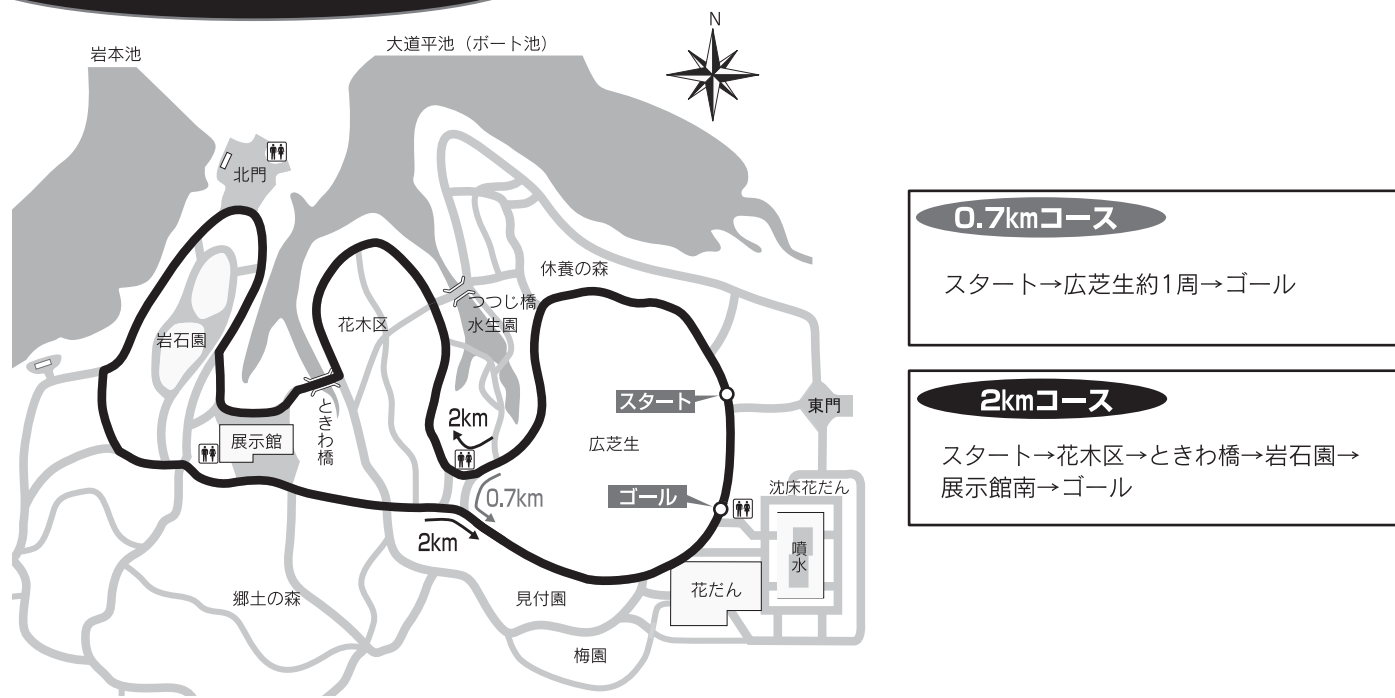 N
岩本池
大道平池（ボート池）
北門
休養の森
つつじ橋
花木区
水生園
岩石園
スタート
東門
ときわ橋
2km
展示館
広芝生
沈床花だん
0.7km
ゴール
2km
噴水
花だん
郷土の森
見付園
梅園
0.7kmコース
スタート→広芝生約1周→ゴール
2kmコース
スタート→花木区→ときわ橋→岩石園→
展示館南→ゴール